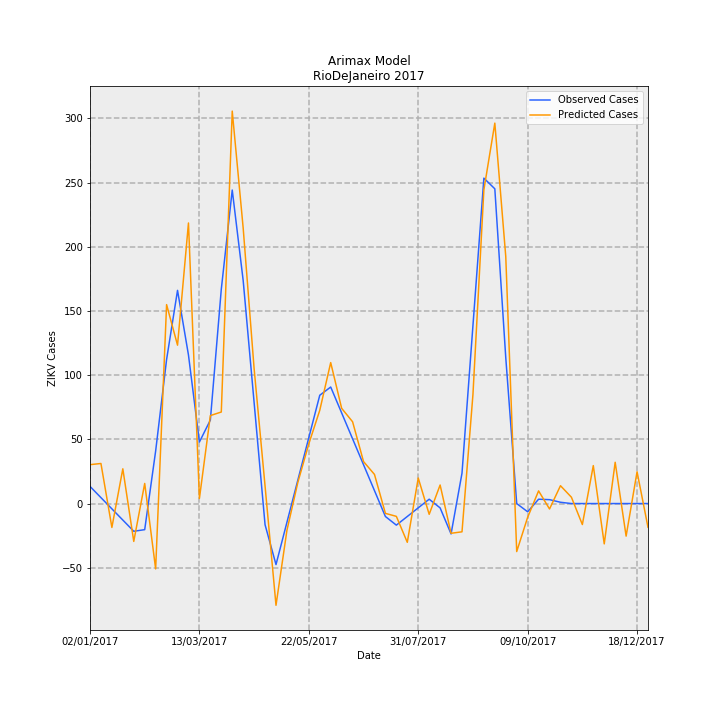 Arimax Model
RioDeJaneiro 2017
Observed Cases
Predicted Cases
300
250
200
150
100
50
0
−50
ZIKV Cases
02/01/2017 13/03/2017 22/05/2017 31/07/2017 09/10/2017 18/12/2017
Date